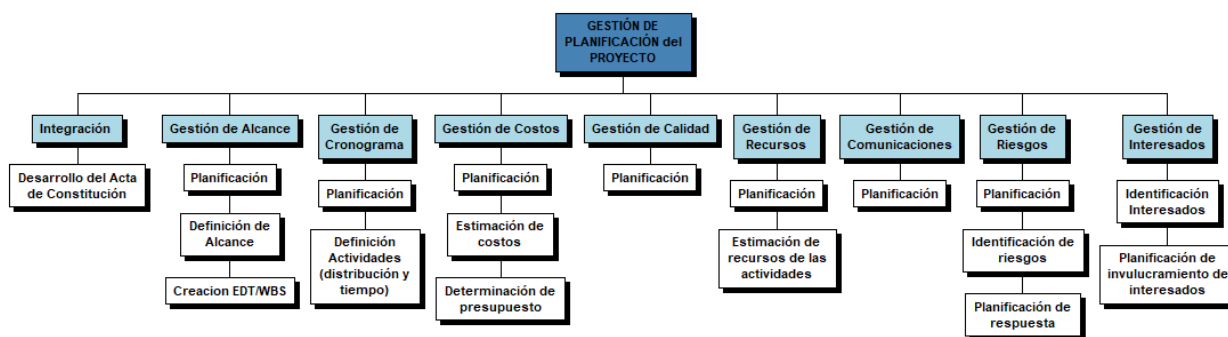 GESTIÓN DE
PLANIFICACIÓN del
PROYECTO
Integración
Desarrollo del Acta
de Constitución
Gestión de Alcance
Planificación
Definición de
Alcance
Creacion EDT/WBS
Gestión de
Cronograma
Planificación
Definición
Actividades
(distribución y
tiempo)
Gestión de Costos
Planificación
Estimación de
costos
Determinación de
presupuesto
Gestión de Calidad
Planificación
Gestión de
Recursos
Planificación
Estimación de
recursos de las
actividades
Gestión de
Comunicaciones
Planificación
Gestión de
Riesgos
Planificación
Identificación de
riesgos
Planificación de
respuesta
Gestión de
Interesados
Identificación
Interesados
Planificación de
invulucramiento de
interesados